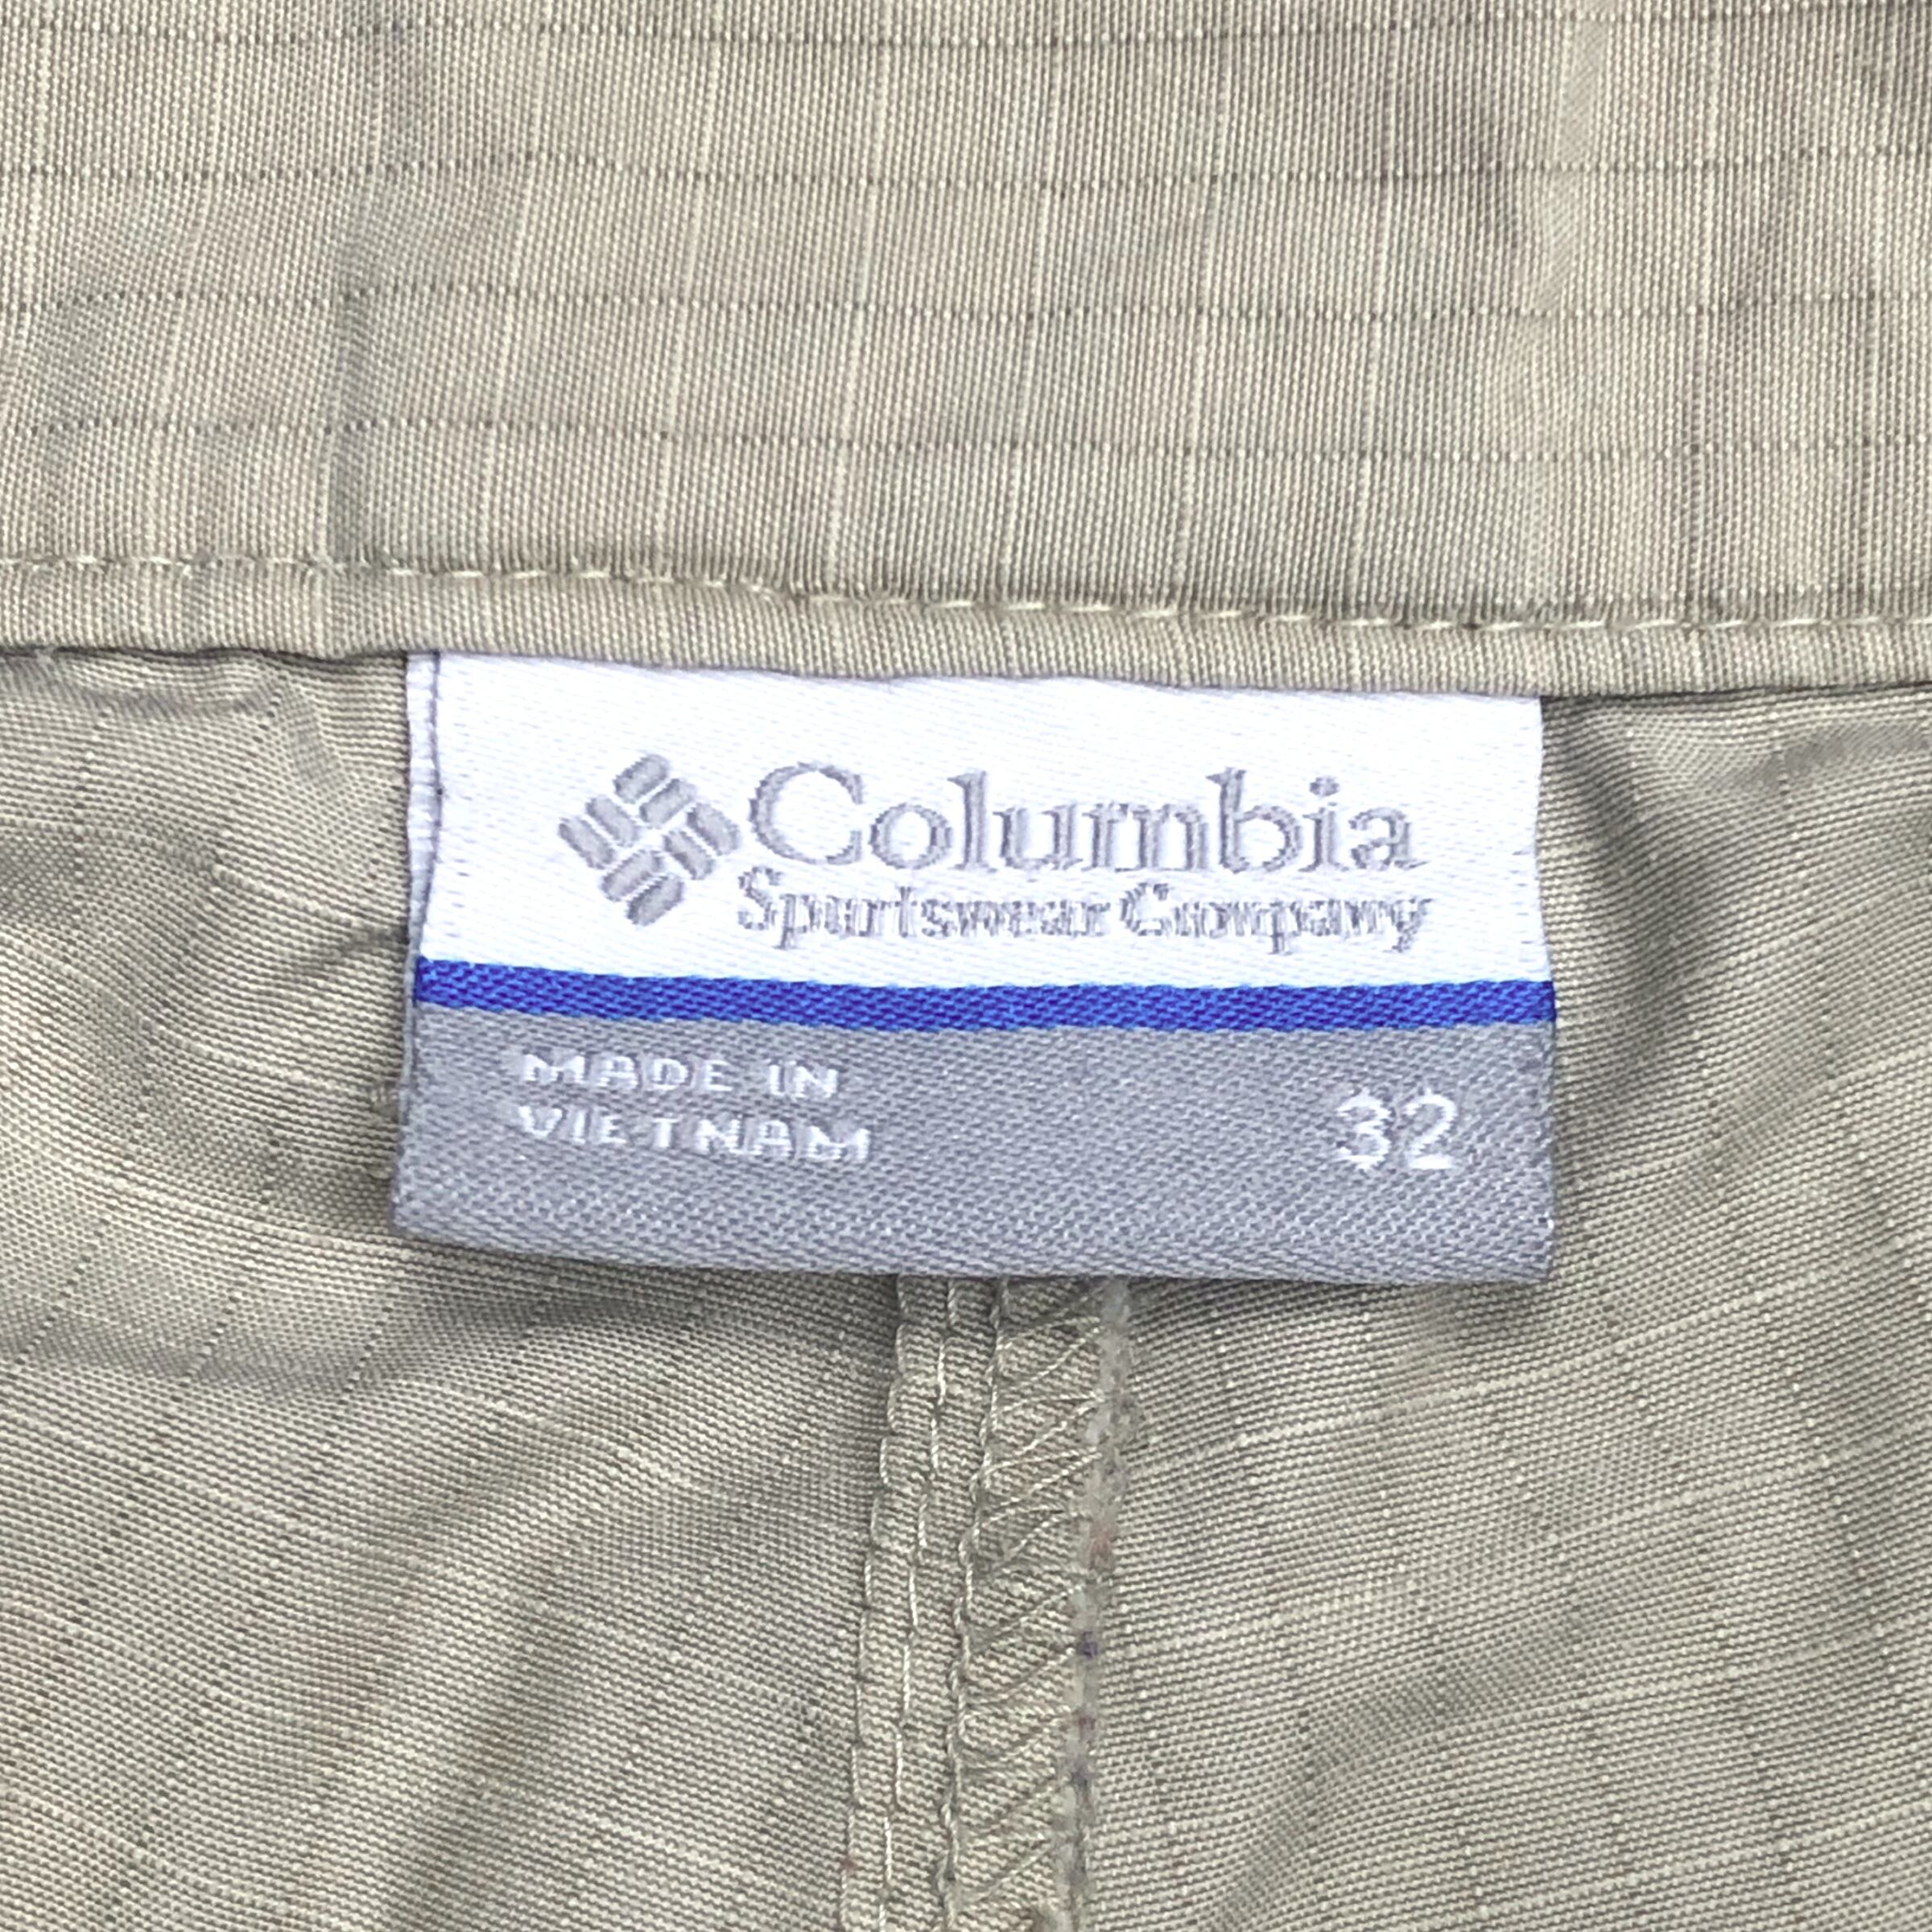 Columbia
Sportswear Company
MADE IN
VIETNAM
32